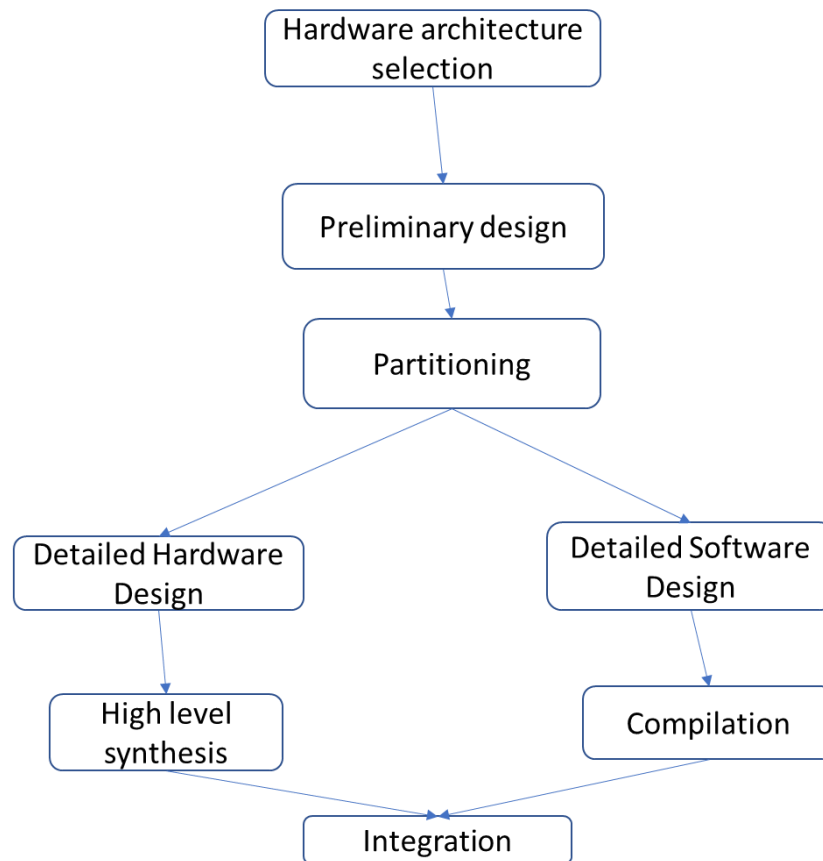 Hardware architecture
selection
Preliminary design
Partitioning
Detailed Hardware
Design
Detailed Software
Design
High level
synthesis
Compilation
Integration